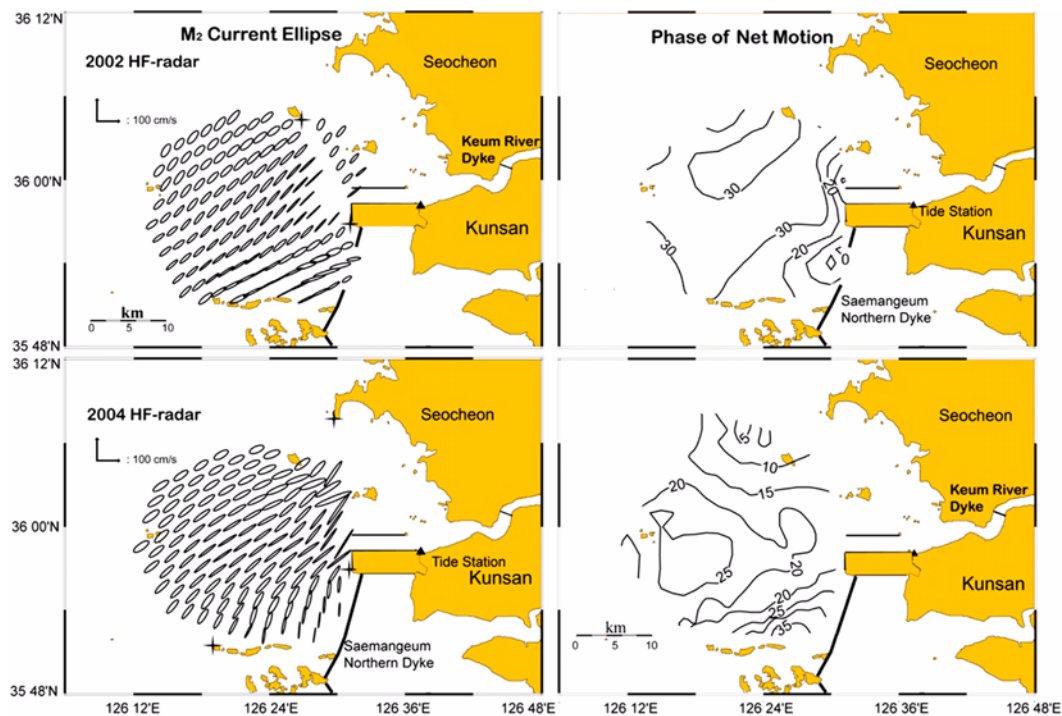 36 12'N
M₂ Current Ellipse
2002 HF-radar
: 100 cm/s
Seocheon
Keum River
Dyke
36 00'N
Kunsan
km
0 5 10
35 48'N
Phase of Net Motion
Seocheon
30
20
30
30
20
Tide Station
Kunsan
Saemangeum
Northern Dyke
36 12'N
2004 HF-radar
: 100 cm/s
Seocheon
36 00'N
Tide Station
Kunsan
Saemangeum
Northern Dyke
35 48'N
126 12'E
126 24'E
126 36'E
126 48'E
Seocheon
5
10
15
20
Keum River
Dyke
25
20
20
25
35
Kunsan
km
0 5 10
126 12'E
126 24'E
126 36'E
126 48'E